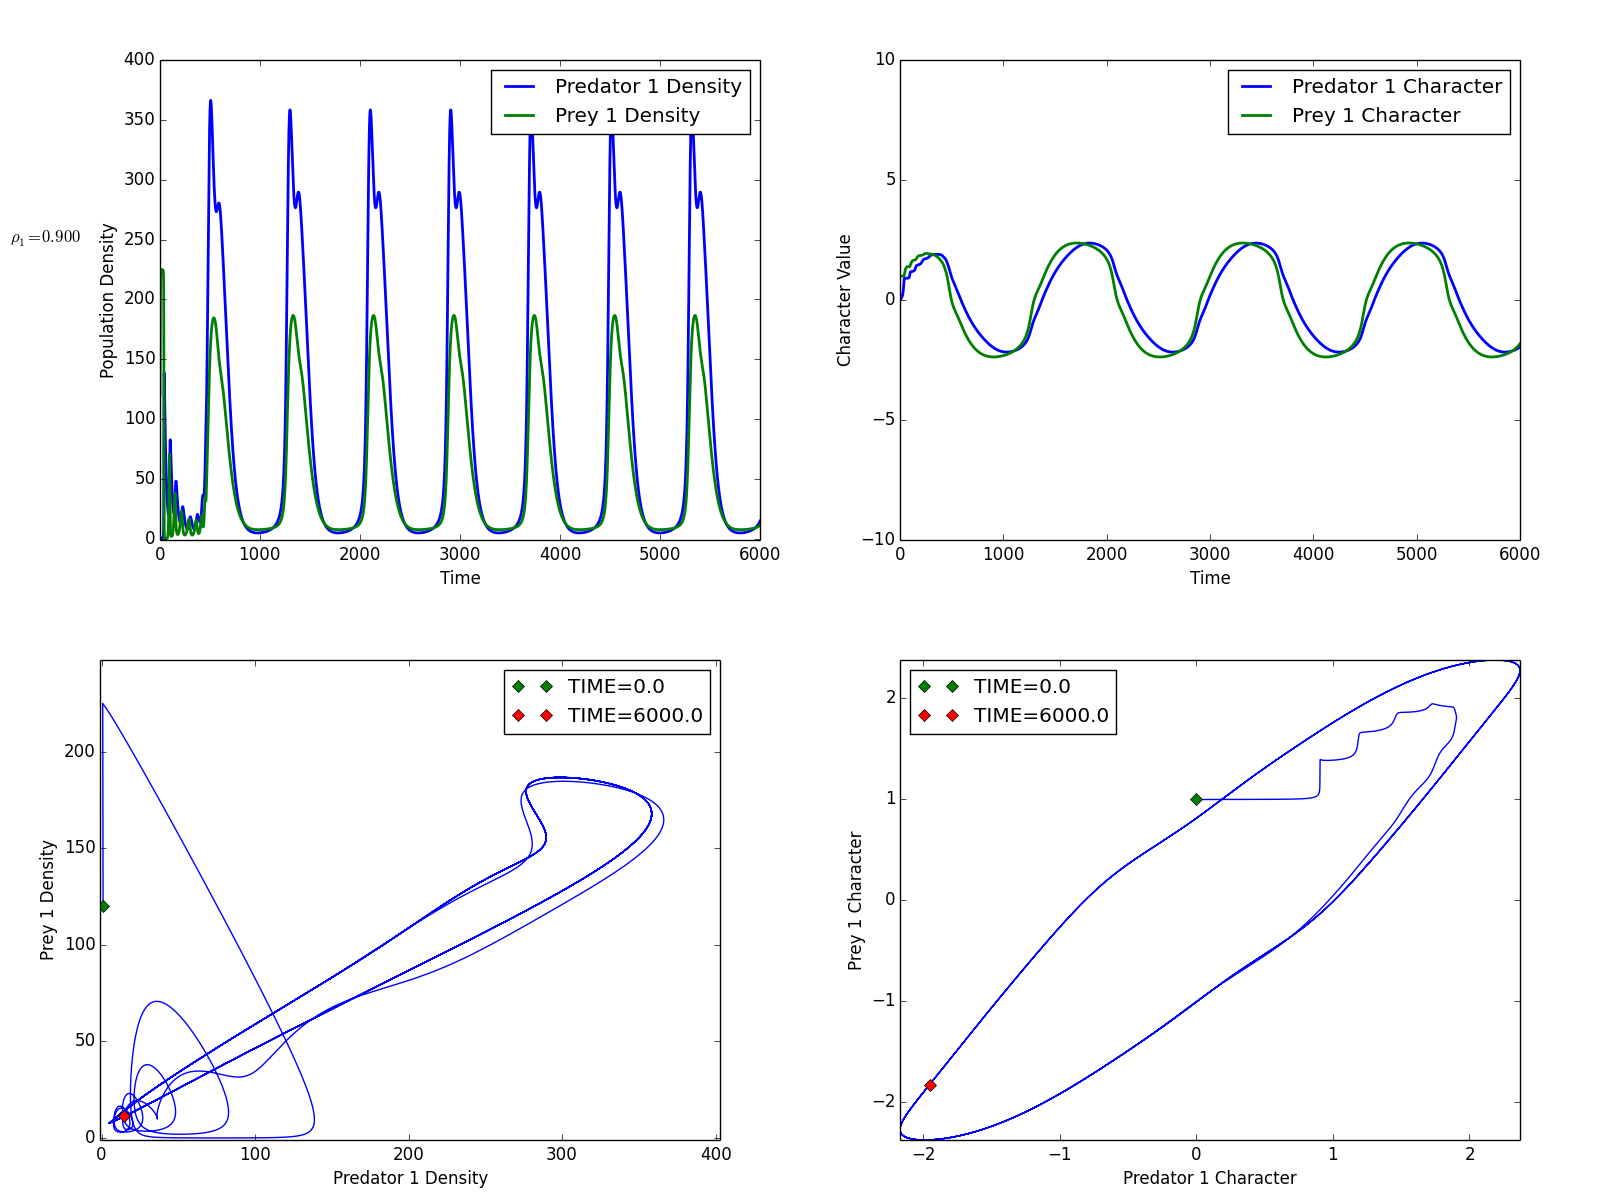 400
350
300
250
200
150
100
50
0
Population Density
ρ₁=0.900
Predator 1 Density
Prey 1 Density
0 1000 2000 3000 4000 5000 6000
Time
10
5
0
−5
−10
Character Value
Predator 1 Character
Prey 1 Character
0 1000 2000 3000 4000 5000 6000
Time
200
150
100
50
0
Prey 1 Density
TIME=0.0
TIME=6000.0
0 100 200 300 400
Predator 1 Density
2
1
0
−1
−2
Prey 1 Character
TIME=0.0
TIME=6000.0
−2 −1 0 1 2
Predator 1 Character